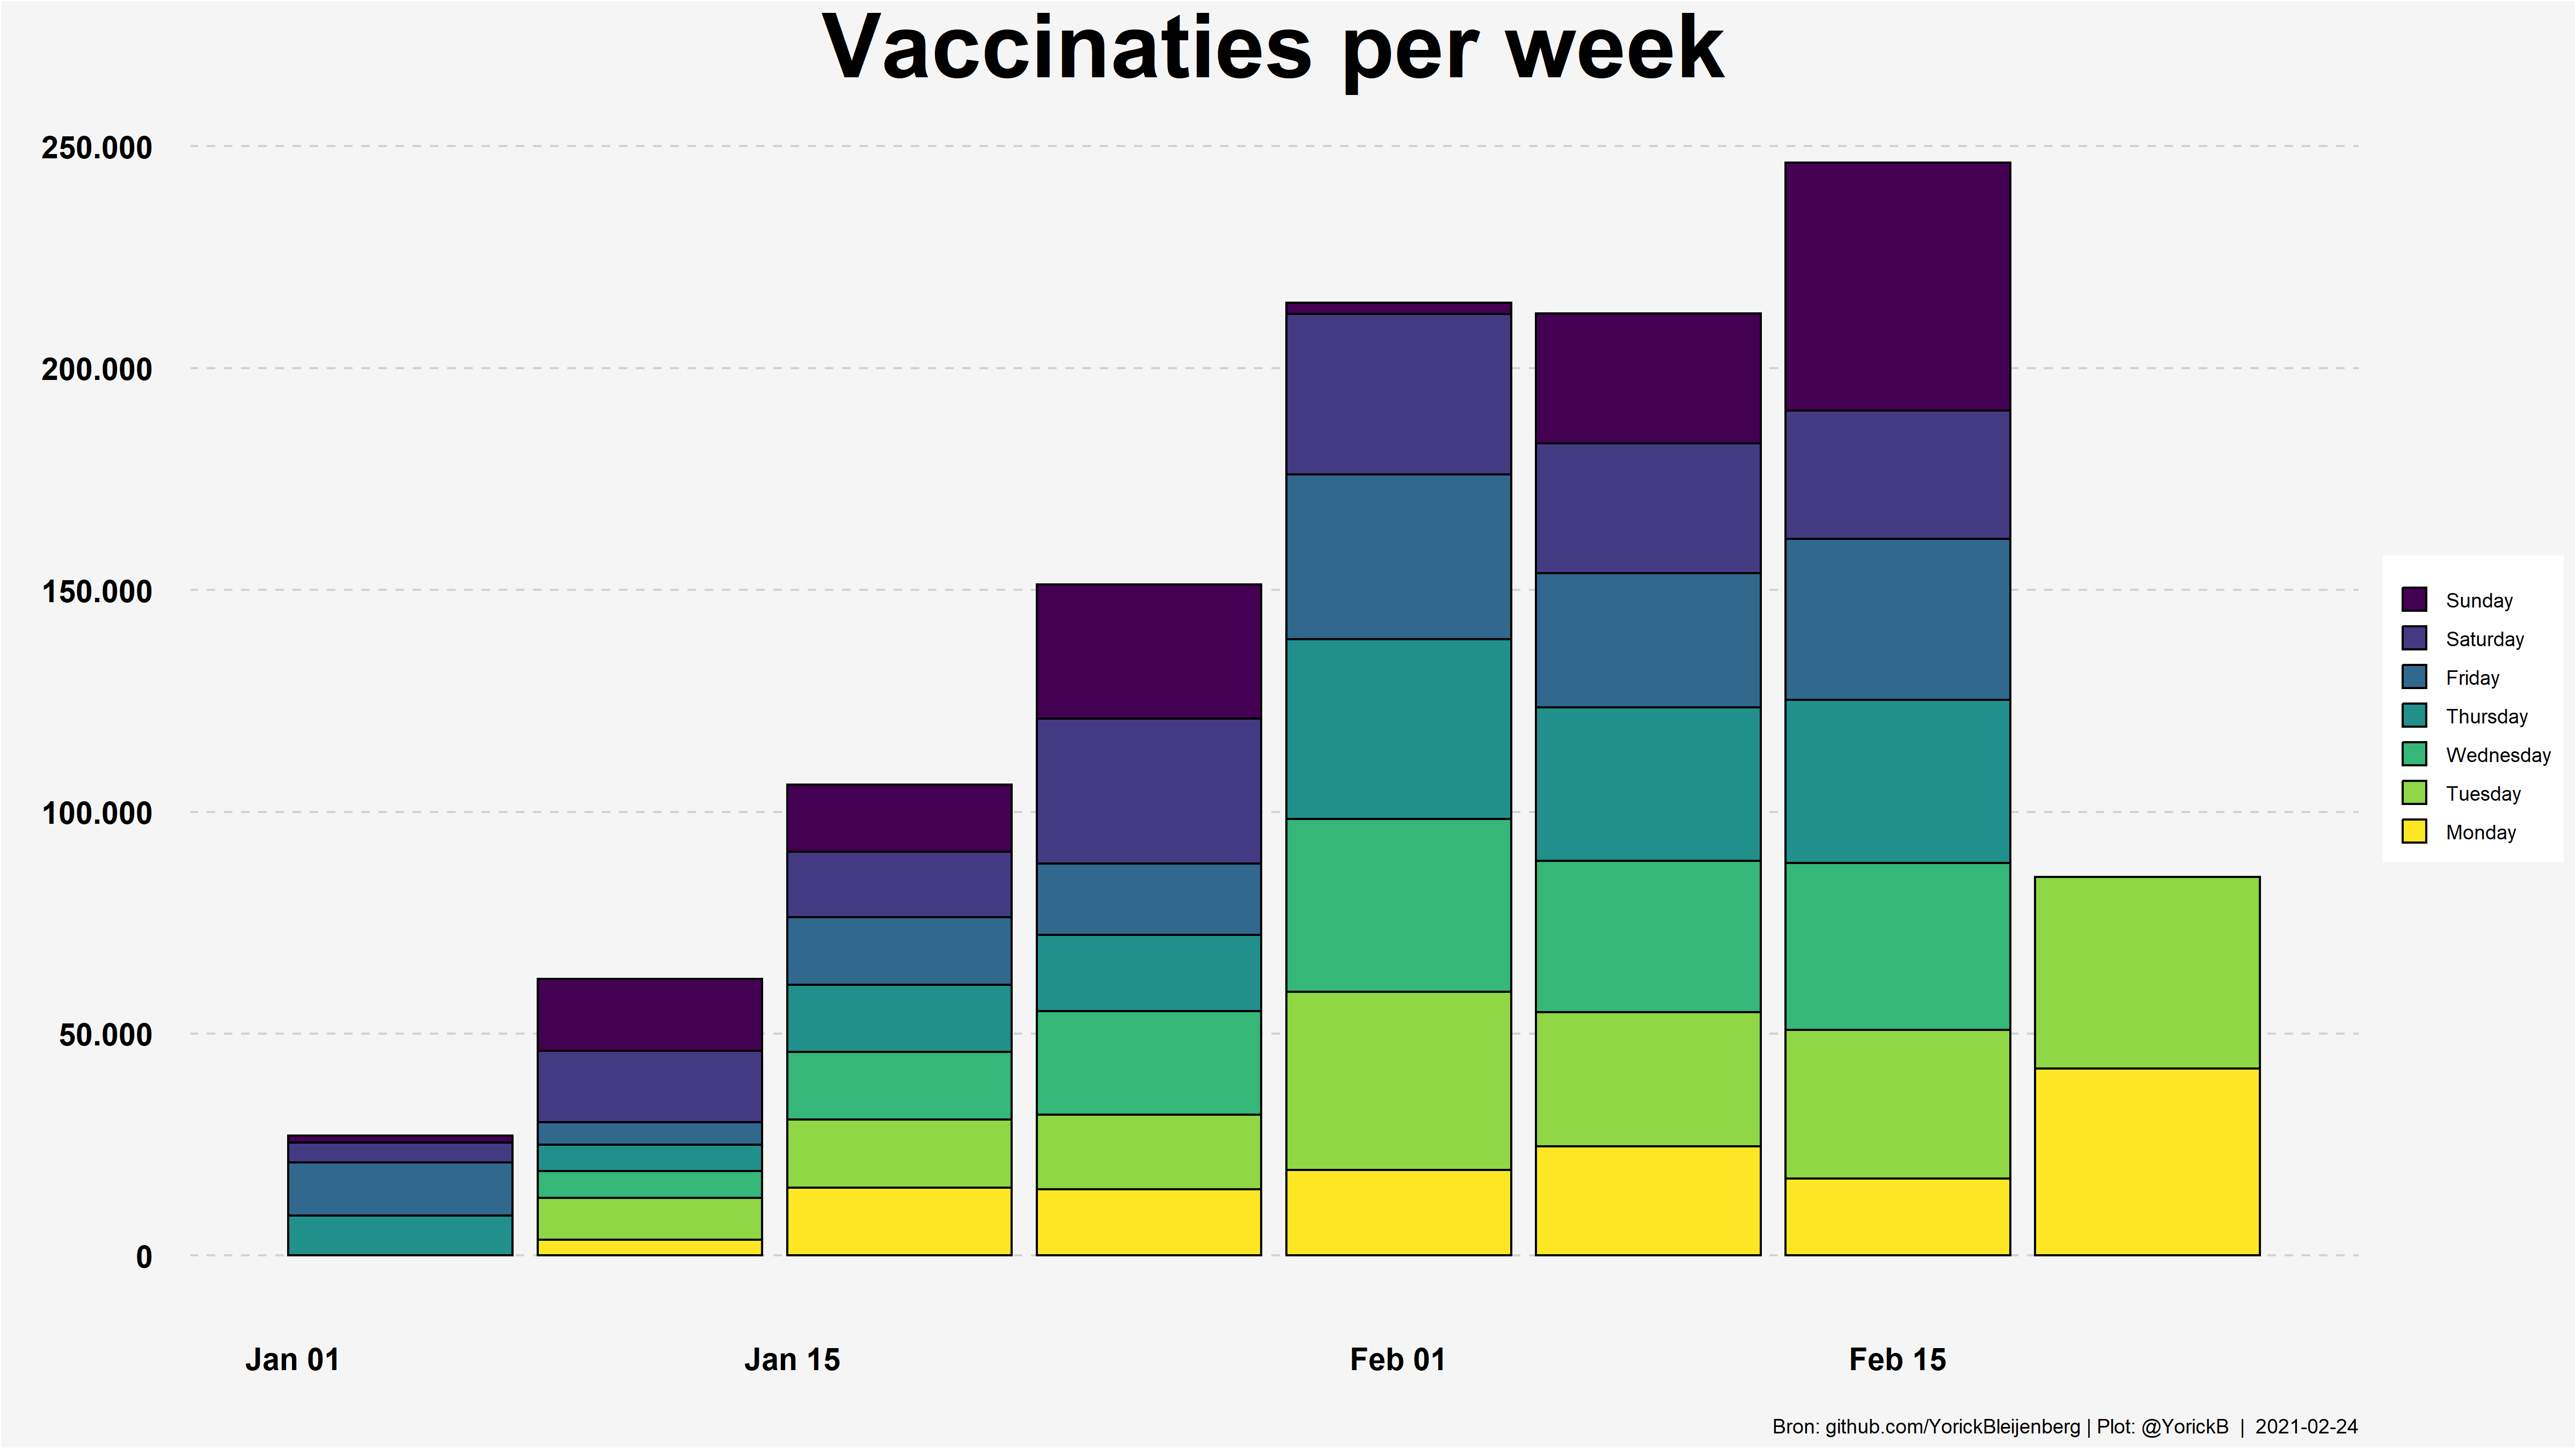 Vaccinaties per week
250.000
200.000
150.000
100.000
50.000
0
Jan 01
Jan 15
Feb 01
Feb 15
Sunday
Saturday
Friday
Thursday
Wednesday
Tuesday
Monday
Bron: github.com/YorickBleijenberg | Plot: @YorickB | 2021-02-24